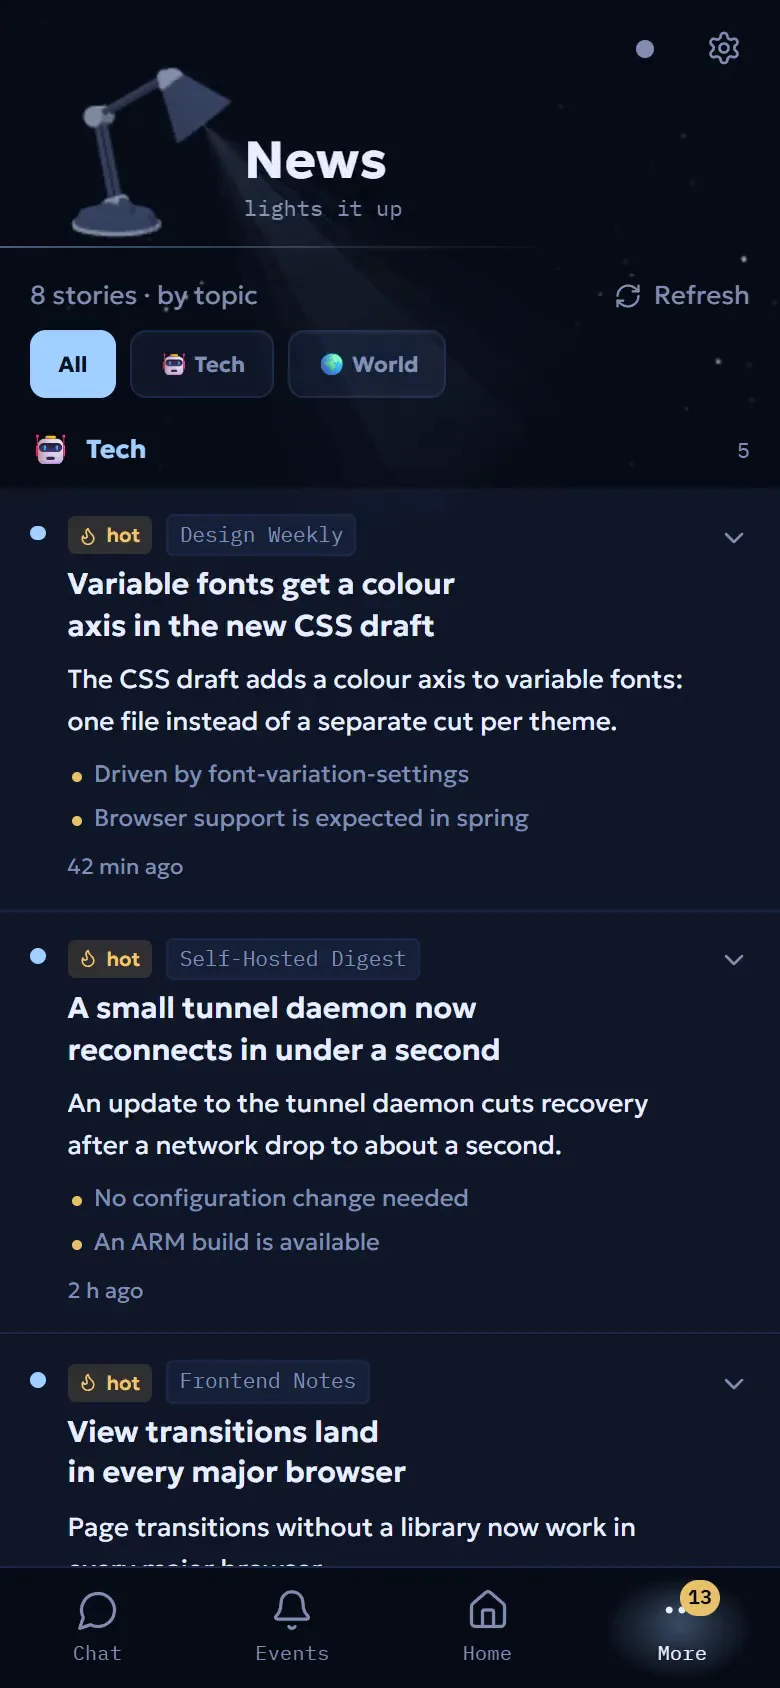 News
lights it up
8 stories · by topic
Refresh
All
Tech
World
Tech
5
hot
Design Weekly
Variable fonts get a colour
axis in the new CSS draft
The CSS draft adds a colour axis to variable fonts:
one file instead of a separate cut per theme.
Driven by font-variation-settings
Browser support is expected in spring
42 min ago
hot
Self-Hosted Digest
A small tunnel daemon now
reconnects in under a second
An update to the tunnel daemon cuts recovery
after a network drop to about a second.
No configuration change needed
An ARM build is available
2 h ago
hot
Frontend Notes
View transitions land
in every major browser
Page transitions without a library now work in
every major browser.
13
Chat
Events
Home
More